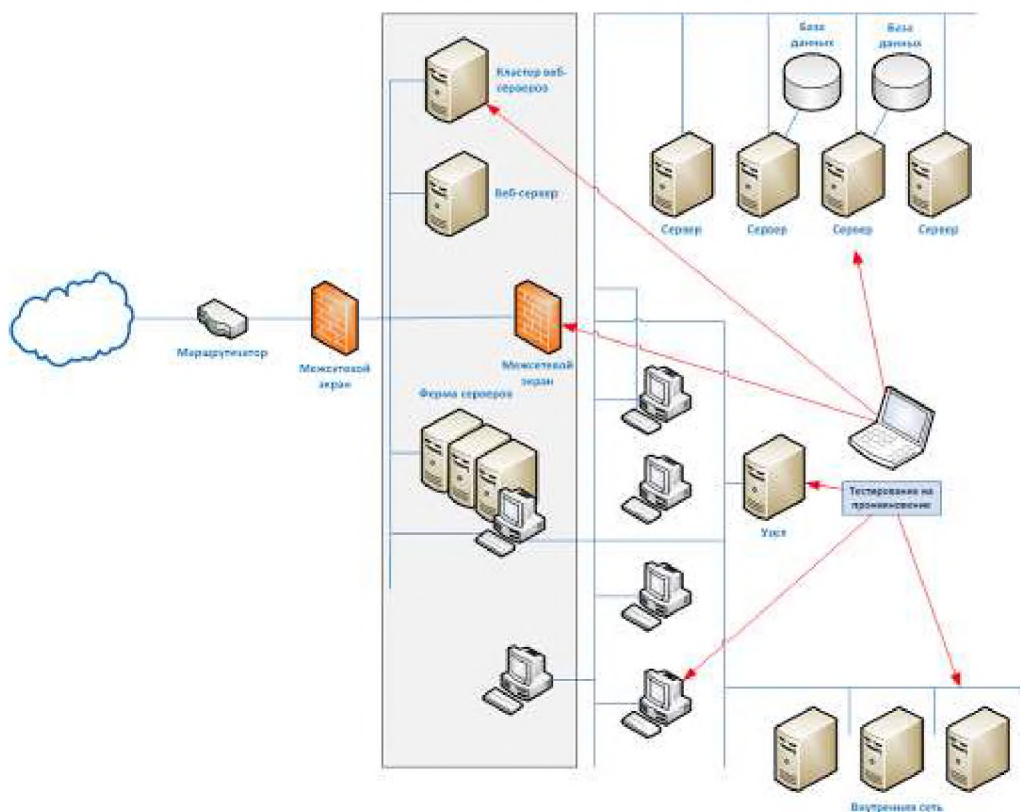 База
данных
База
данных
Кластер веб-
серверов
Веб-сервер
Сервер
Сервер
Сервер
Сервер
Маршрутизатор
Межсетевой
экран
Межсетевой
экран
Ферма серверов
Тестирование на
проникновение
Узел
Внутренняя сеть